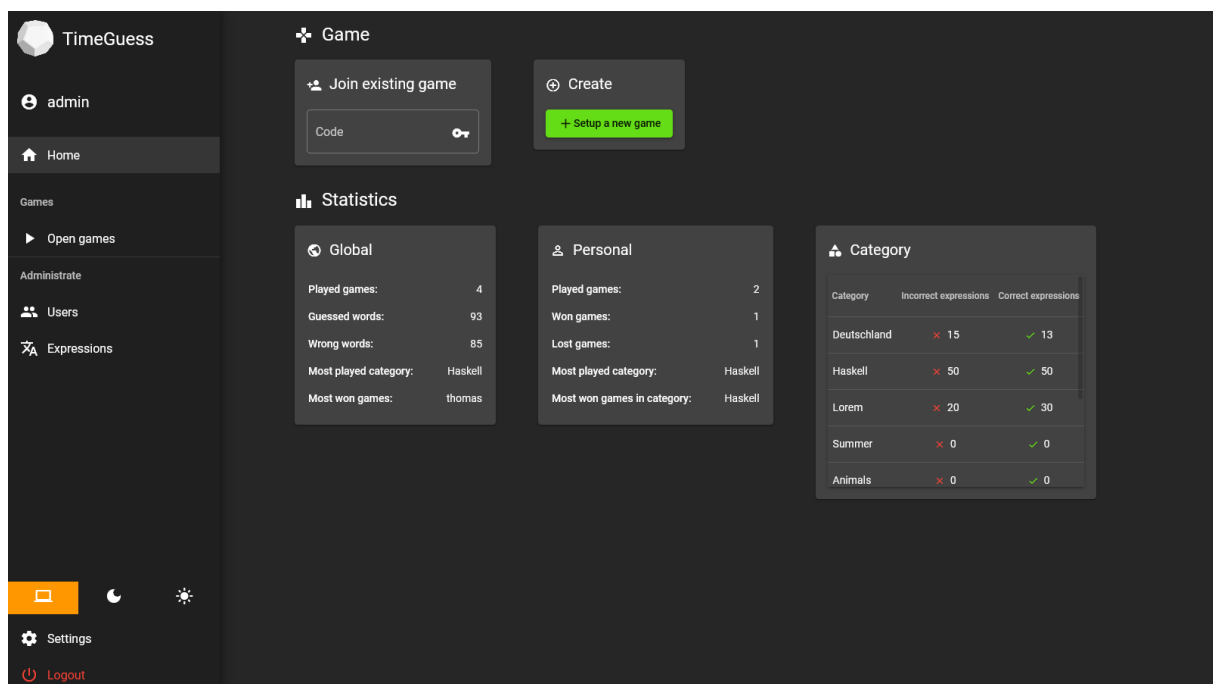 TimeGuess
admin
Home
Games
Open games
Administrate
Users
Expressions
Settings
Logout
Game
Join existing game
Code
Create
+ Setup a new game
Statistics
Global
Played games: 4
Guessed words: 93
Wrong words: 85
Most played category: Haskell
Most won games: thomas
Personal
Played games: 2
Won games: 1
Lost games: 1
Most played category: Haskell
Most won games in category: Haskell
Category
Category Incorrect expressions Correct expressions
Deutschland 15 13
Haskell 50 50
Lorem 20 30
Summer 0 0
Animals 0 0